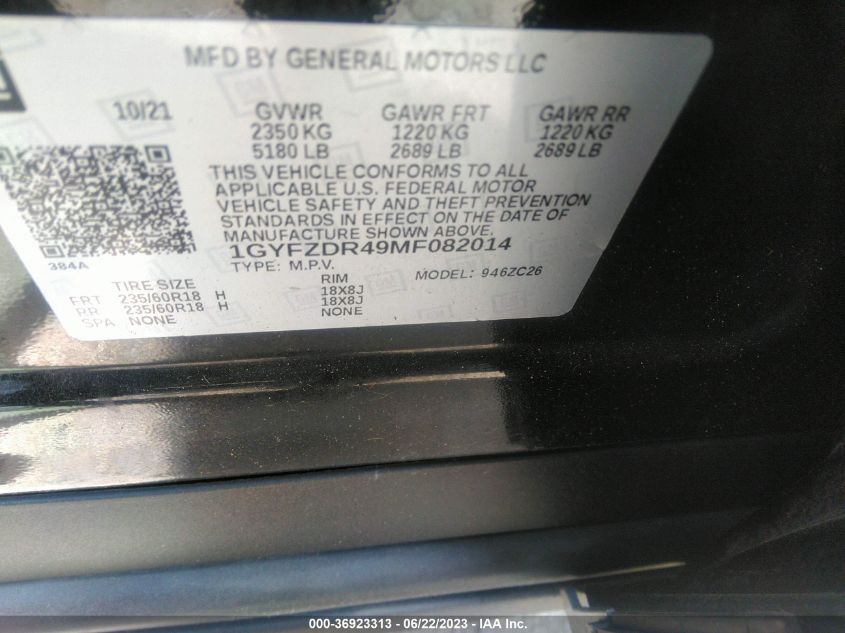 MFD BY GENERAL MOTORS LLC
10/21 GVWR GAWR FRT GAWR RR
2350 KG 1220 KG 1220 KG
5180 LB 2689 LB 2689 LB
THIS VEHICLE CONFORMS TO ALL
APPLICABLE U.S. FEDERAL MOTOR
VEHICLE SAFETY AND THEFT PREVENTION
STANDARDS IN EFFECT ON THE DATE OF
MANUFACTURE SHOWN ABOVE.
1GYFZDR49MF082014
384A TYPE: M.P.V. MODEL: 946ZC26
TIRE SIZE RIM
FRT 235/60R18 H 18X8J
RR 235/60R18 H 18X8J
SPA NONE NONE
000-36923313 - 06/22/2023 - IAA Inc.